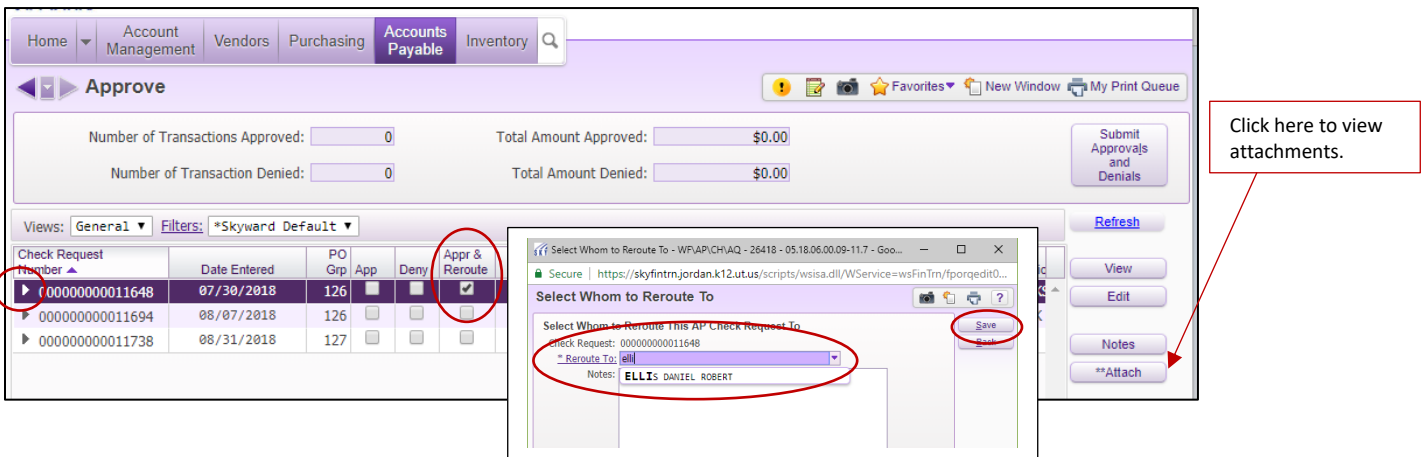 Home
Account Management
Vendors
Purchasing
Accounts Payable
Inventory
Approve
Favorites
New Window
My Print Queue
Number of Transactions Approved: 0
Total Amount Approved: $0.00
Number of Transaction Denied: 0
Total Amount Denied: $0.00
Submit
Approvals
and
Denials
Click here to view
attachments.
Views: General
Filters: *Skyward Default
Refresh
Check Request
Number
Date Entered
PO
Grp
App
Deny
Appr &
Reroute
000000000011648 07/30/2018 126
000000000011694 08/07/2018 126
000000000011738 08/31/2018 127
View
Edit
Notes
**Attach
Select Whom to Reroute To - WF\AP\CH\AQ - 26418 - 05.18.06.00.09-11.7 - Goo...
Secure | https://skyfintrn.jordan.k12.ut.us/scripts/wsisa.dll/WService=wsFinTrn/fporqedit0...
Select Whom to Reroute To
?
Select Whom to Reroute This AP Check Request To
Save
Check Request: 000000000011648
Back
* Reroute To: elli
Notes:
ELLIS DANIEL ROBERT